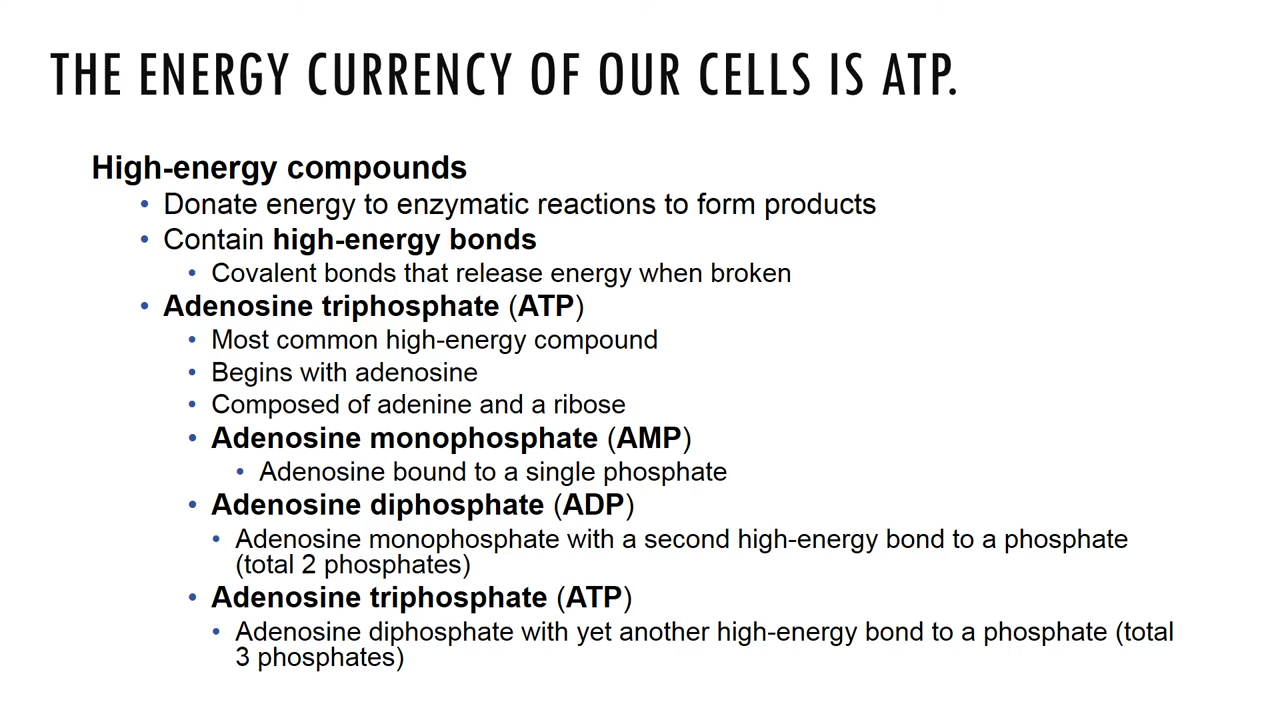 THE ENERGY CURRENCY OF OUR CELLS IS ATP.
High-energy compounds
• Donate energy to enzymatic reactions to form products
• Contain high-energy bonds
• Covalent bonds that release energy when broken
• Adenosine triphosphate (ATP)
• Most common high-energy compound
• Begins with adenosine
• Composed of adenine and a ribose
• Adenosine monophosphate (AMP)
• Adenosine bound to a single phosphate
• Adenosine diphosphate (ADP)
• Adenosine monophosphate with a second high-energy bond to a phosphate
(total 2 phosphates)
• Adenosine triphosphate (ATP)
• Adenosine diphosphate with yet another high-energy bond to a phosphate (total
3 phosphates)